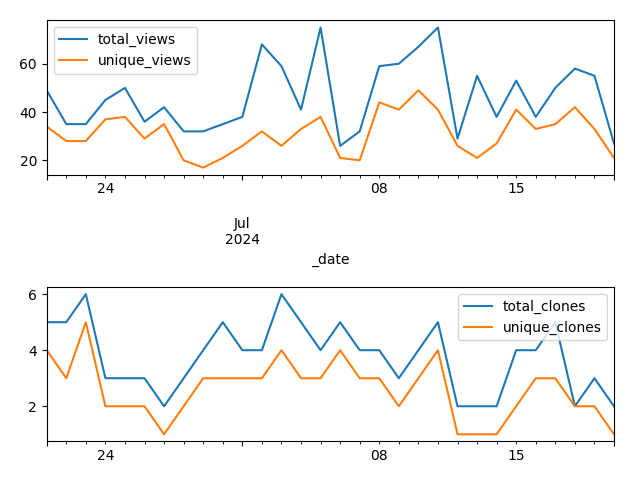 total_views
unique_views
60
40
20
24
08
15
Jul
2024
_date
total_clones
unique_clones
6
4
2
24
08
15